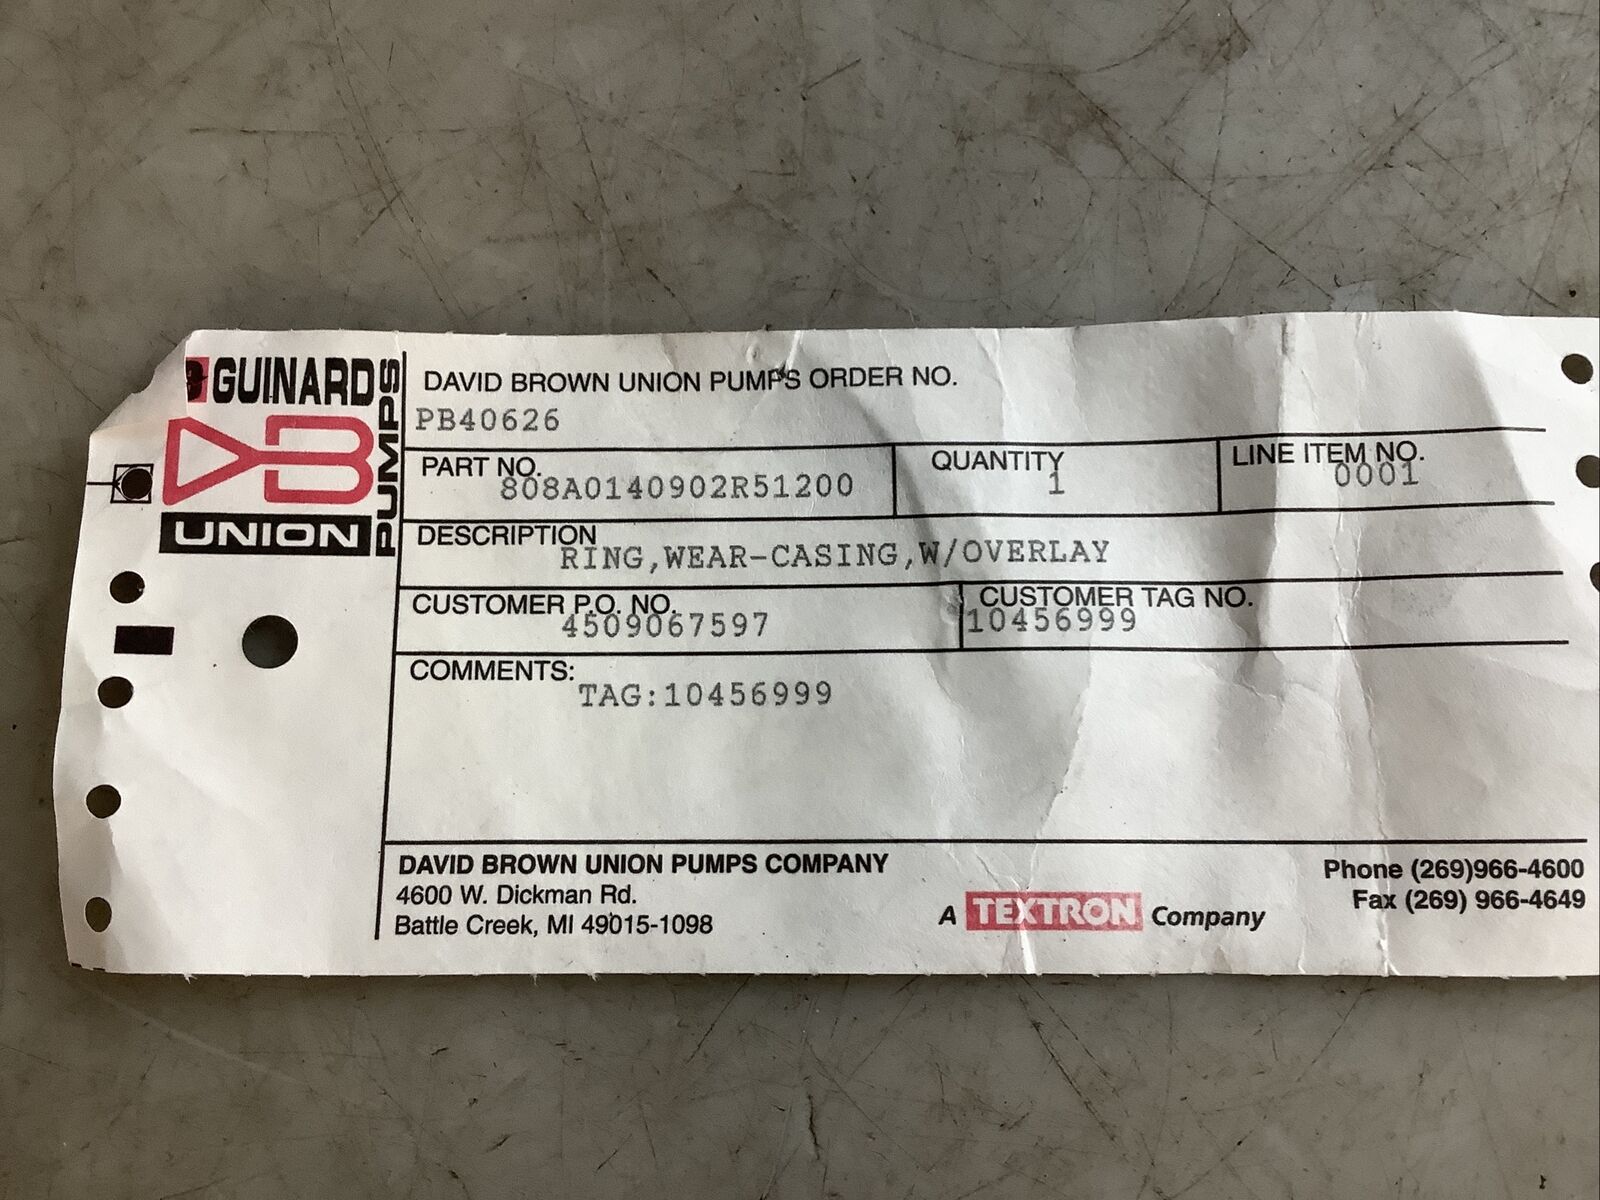 GUINARD
PUMPS
DB
UNION
DAVID BROWN UNION PUMPS ORDER NO.
PB40626
PART NO.
808A0140902R51200
QUANTITY
1
LINE ITEM NO.
0001
DESCRIPTION
RING,WEAR-CASING,W/OVERLAY
CUSTOMER P.O. NO.
4509067597
CUSTOMER TAG NO.
10456999
COMMENTS:
TAG:10456999
DAVID BROWN UNION PUMPS COMPANY
4600 W. Dickman Rd.
Battle Creek, MI 49015-1098
A TEXTRON Company
Phone (269)966-4600
Fax (269) 966-4649